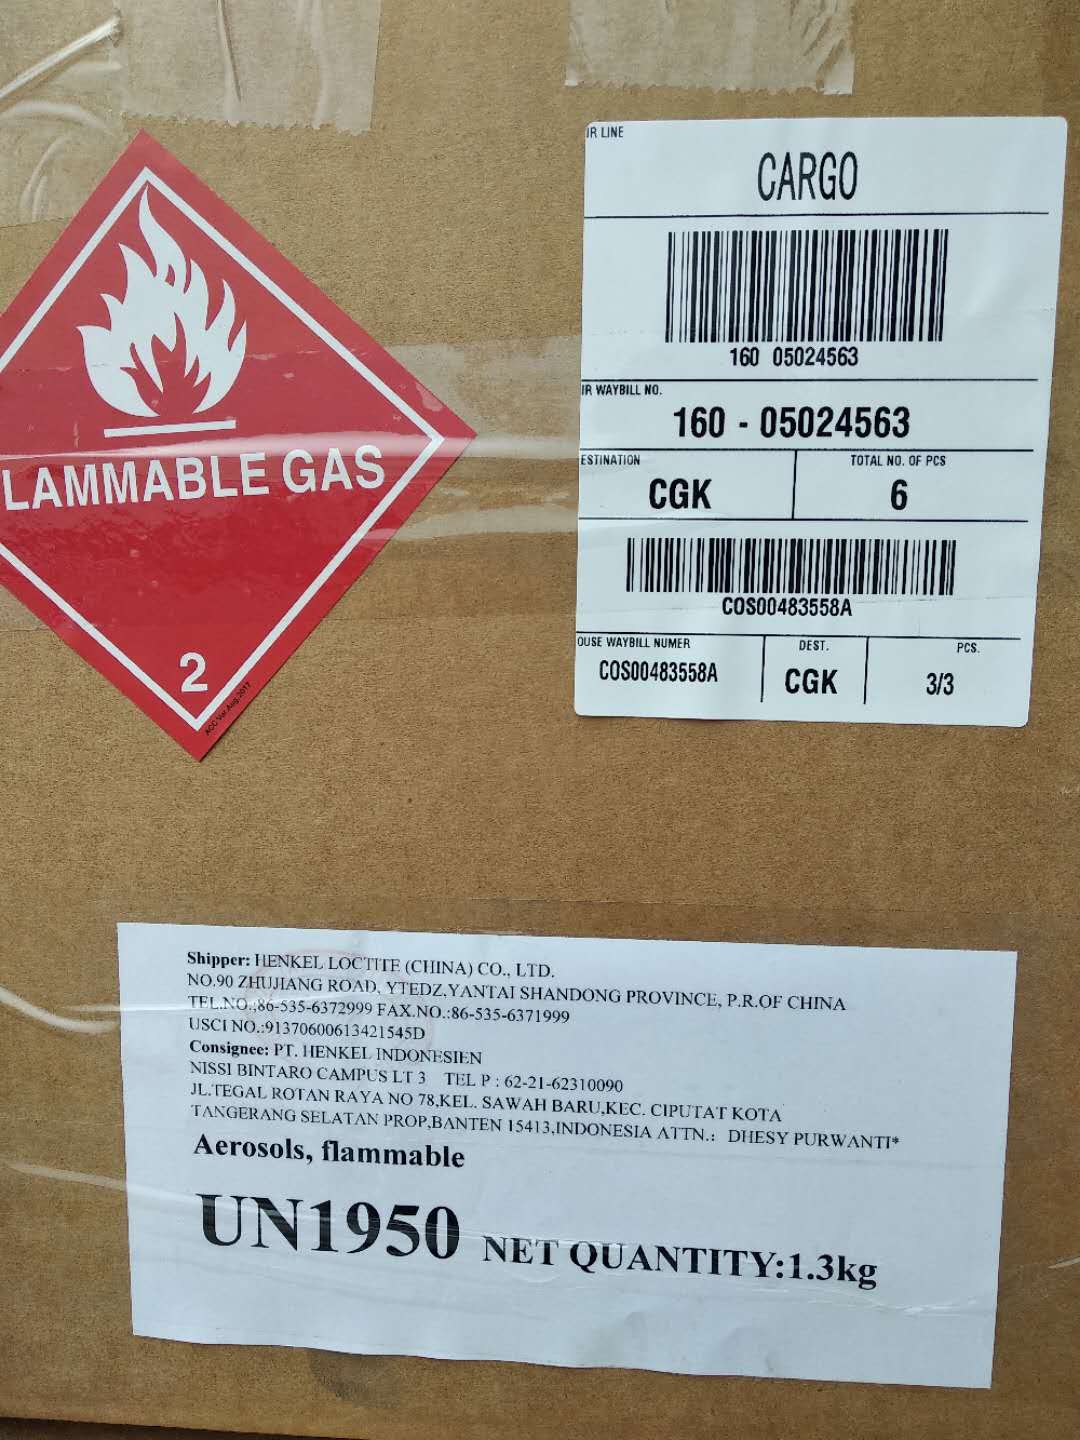 LAMMABLE GAS
2
ACC Ver.Aug.2017
IR LINE
CARGO
160 05024563
IR WAYBILL NO.
160 - 05024563
ESTINATION TOTAL NO. OF PCS
CGK 6
COS00483558A
OUSE WAYBILL NUMER DEST. PCS.
COS00483558A CGK 3/3
Shipper: HENKEL LOCTITE (CHINA) CO., LTD.
NO.90 ZHUJIANG ROAD, YTEDZ,YANTAI SHANDONG PROVINCE, P.R.OF CHINA
TEL.NO.:86-535-6372999 FAX.NO.:86-535-6371999
USCI NO.:91370600613421545D
Consignee: PT. HENKEL INDONESIEN
NISSI BINTARO CAMPUS LT 3 TEL P : 62-21-62310090
JL.TEGAL ROTAN RAYA NO 78,KEL. SAWAH BARU,KEC. CIPUTAT KOTA
TANGERANG SELATAN PROP,BANTEN 15413,INDONESIA ATTN.: DHESY PURWANTI*
Aerosols, flammable
UN1950 NET QUANTITY:1.3kg